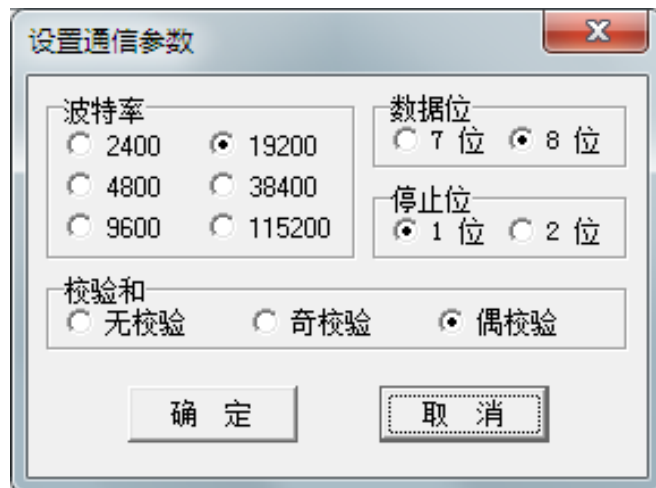 设置通信参数
波特率
2400 19200
4800 38400
9600 115200
数据位
7 位 8 位
停止位
1 位 2 位
校验和
无校验 奇校验 偶校验
确 定 取 消